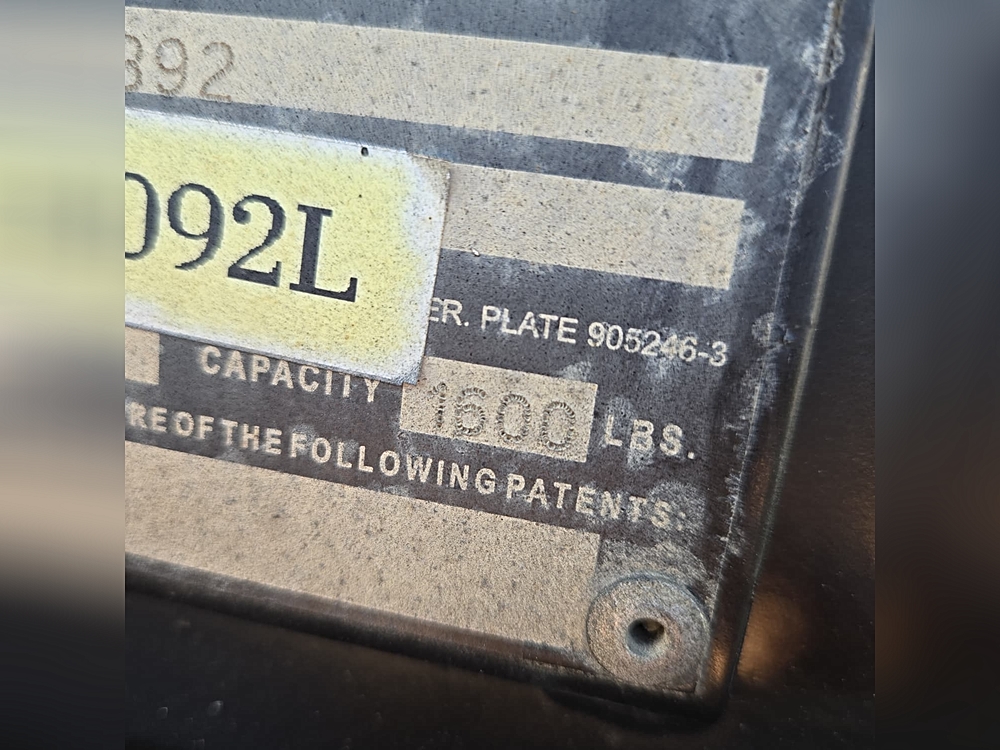 392
092L
ER. PLATE 905246-3
CAPACITY 1600 LBS.
RE OF THE FOLLOWING PATENTS: